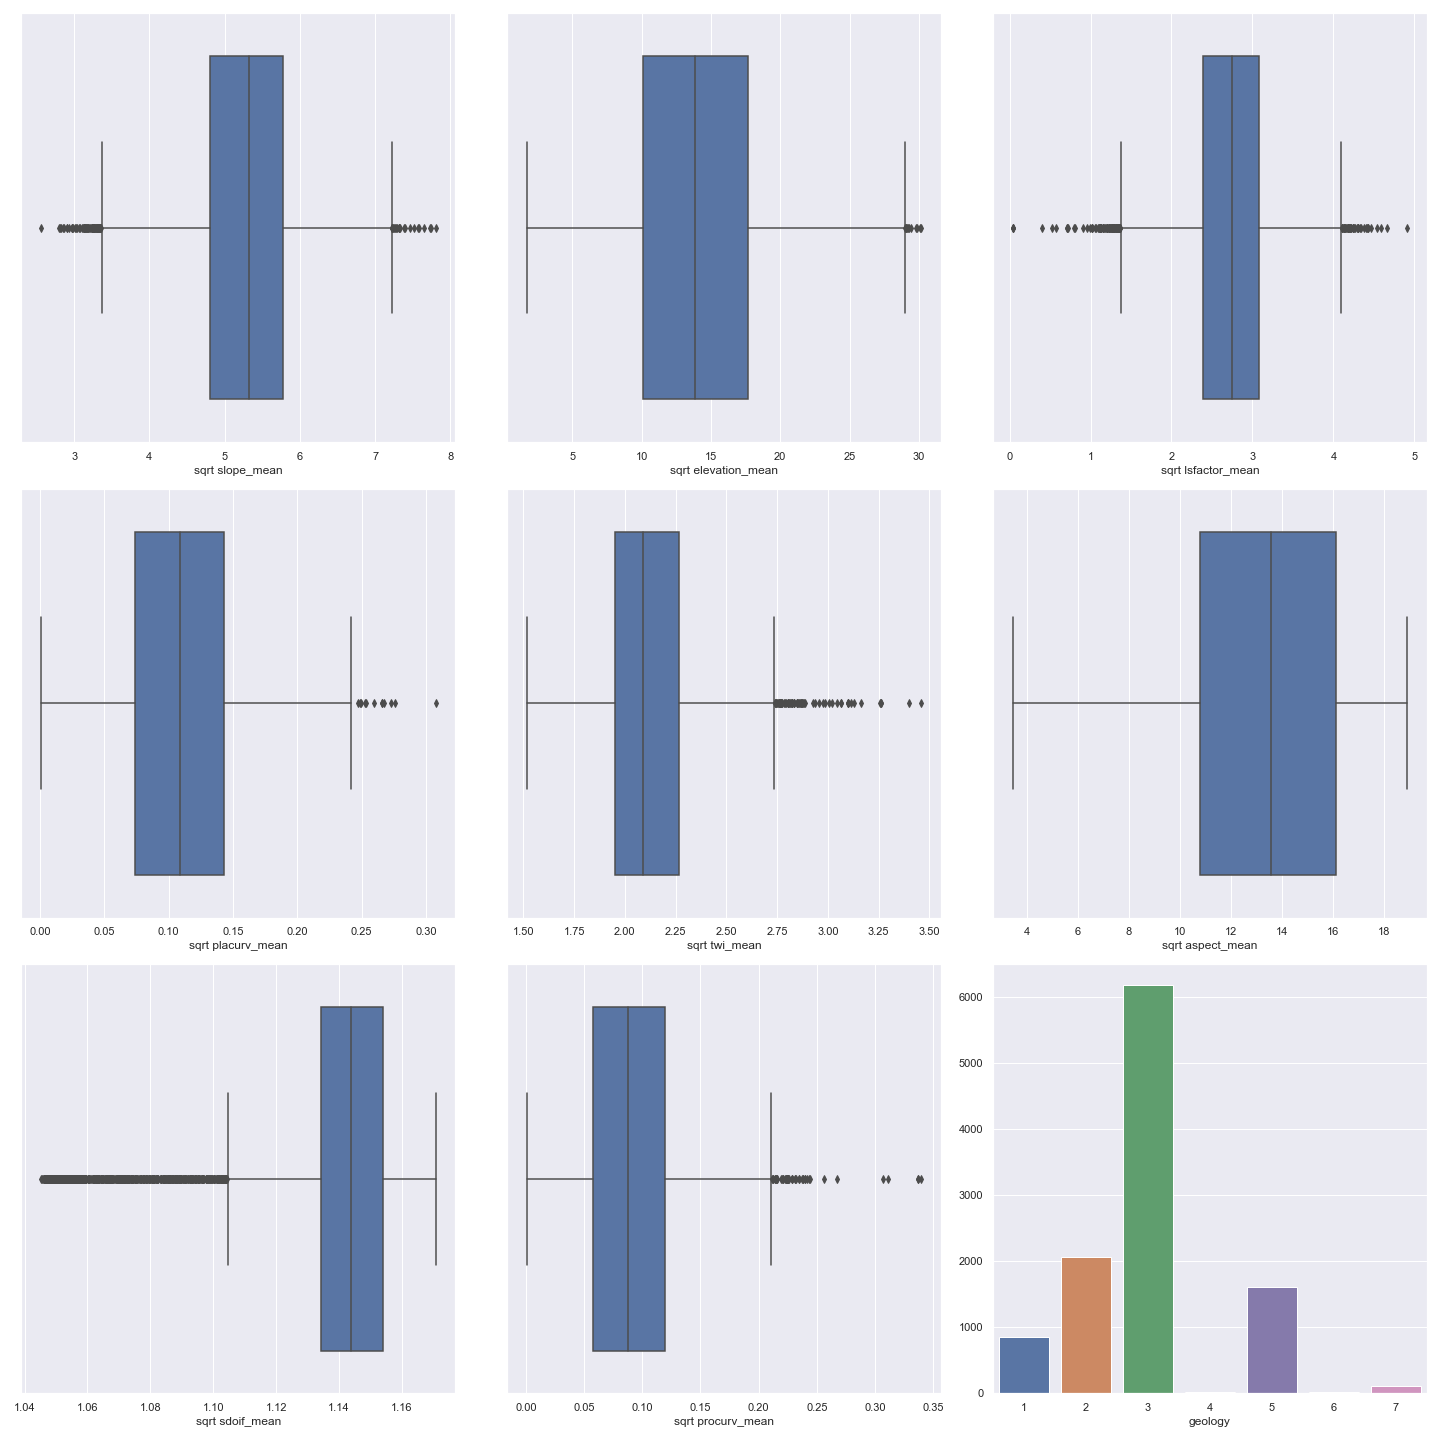 3 4 5 6 7 8
sqrt slope_mean
5 10 15 20 25 30
sqrt elevation_mean
0 1 2 3 4 5
sqrt lsfactor_mean
0.00 0.05 0.10 0.15 0.20 0.25 0.30
sqrt placurv_mean
1.50 1.75 2.00 2.25 2.50 2.75 3.00 3.25 3.50
sqrt twi_mean
4 6 8 10 12 14 16 18
sqrt aspect_mean
1.04 1.06 1.08 1.10 1.12 1.14 1.16
sqrt sdoif_mean
0.00 0.05 0.10 0.15 0.20 0.25 0.30 0.35
sqrt procurv_mean
6000
5000
4000
3000
2000
1000
0
1 2 3 4 5 6 7
geology